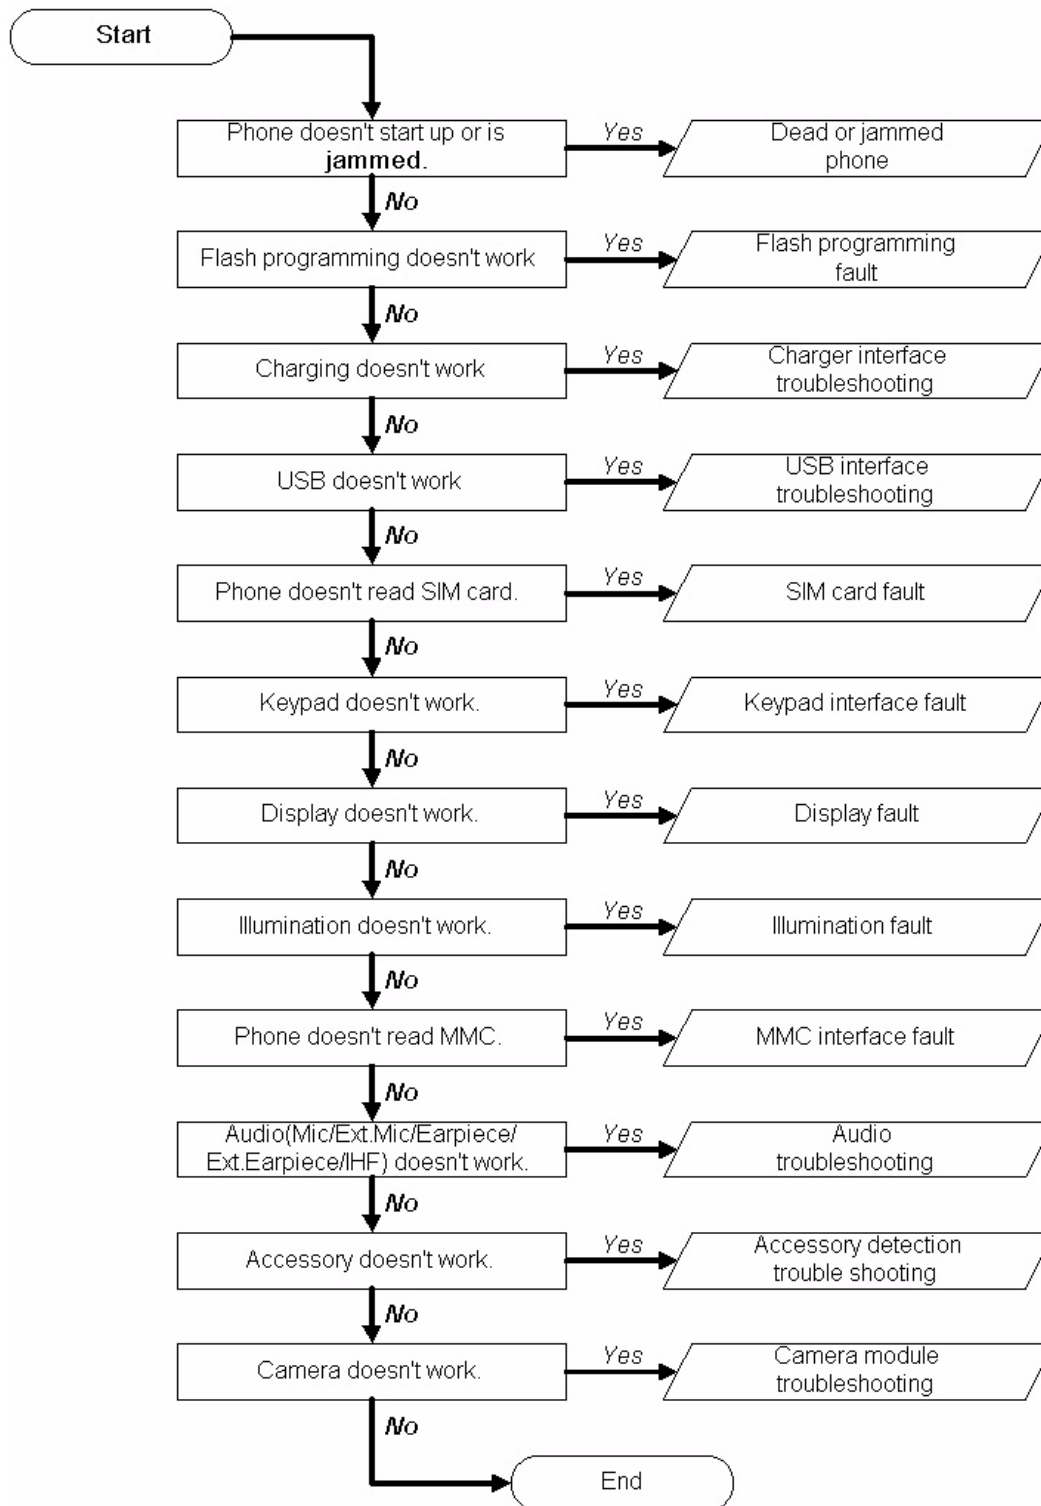 Start
Phone doesn't start up or is
jammed.
Yes
Dead or jammed
phone
No
Flash programming doesn't work
Yes
Flash programming
fault
No
Charging doesn't work
Yes
Charger interface
troubleshooting
No
USB doesn't work
Yes
USB interface
troubleshooting
No
Phone doesn't read SIM card.
Yes
SIM card fault
No
Keypad doesn't work.
Yes
Keypad interface fault
No
Display doesn't work.
Yes
Display fault
No
Illumination doesn't work.
Yes
Illumination fault
No
Phone doesn't read MMC.
Yes
MMC interface fault
No
Audio(Mic/Ext.Mic/Earpiece/
Ext.Earpiece/IHF) doesn't work.
Yes
Audio
troubleshooting
No
Accessory doesn't work.
Yes
Accessory detection
trouble shooting
No
Camera doesn't work.
Yes
Camera module
troubleshooting
No
End